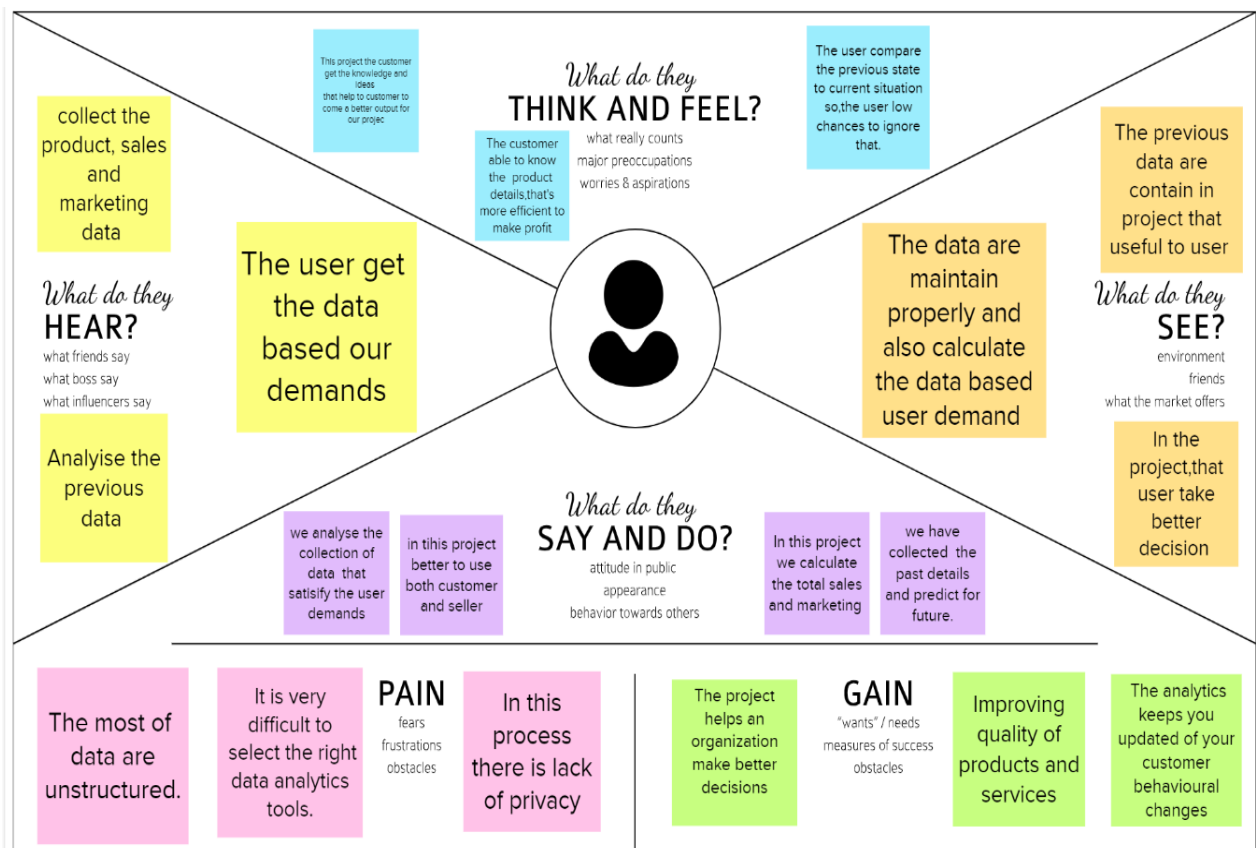 This project the customer
get the knowledge and
ideas
that help to customer to
come a better output for
our projec
What do they
THINK AND FEEL?
what really counts
major preoccupations
worries & aspirations
The customer
able to know
the product
details,that's
more efficient to
make profit
The user compare
the previous state
to current situation
so,the user low
chances to ignore
that.
collect the
product, sales
and
marketing
data
The user get
the data
based our
demands
What do they
HEAR?
what friends say
what boss say
what influencers say
Analyise the
previous
data
The data are
maintain
properly and
also calculate
the data based
user demand
The previous
data are
contain in
project that
useful to user
What do they
SEE?
environment
friends
what the market offers
In the
project,that
user take
better
decision
we analyse the
collection of
data that
satisify the user
demands
in tihis project
better to use
both customer
and seller
What do they
SAY AND DO?
attitude in public
appearance
behavior towards others
In this project
we calculate
the total sales
and marketing
we have
collected the
past details
and predict for
future.
The most of
data are
unstructured.
It is very
difficult to
select the right
data analytics
tools.
PAIN
fears
frustrations
obstacles
In this
process
there is lack
of privacy
The project
helps an
organization
make better
decisions
GAIN
"wants" / needs
measures of success
obstacles
Improving
quality of
products and
services
The analytics
keeps you
updated of your
customer
behavioural
changes